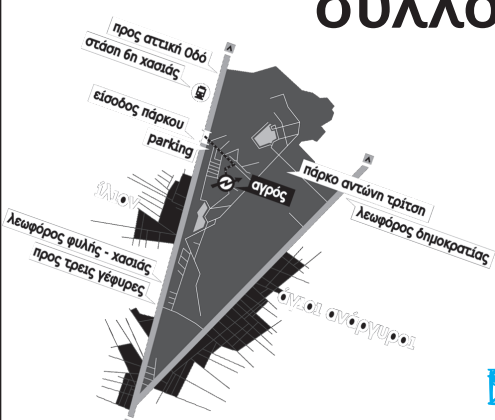 συλλο
προς αττική Οδό
στάση 6η χασιάς
είσοδος πάρκου
parking
αγρός
πάρκο αντώνη τρίτση
λεωφόρος δημοκρατίας
ίλιον
λεωφόρος φυλής - χασιάς
προς τρεις γέφυρες
άγιοι ανάργυροι